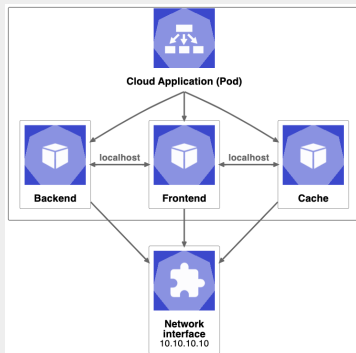 Cloud Application (Pod)
localhost
localhost
Backend
Frontend
Cache
Network
interface
10.10.10.10